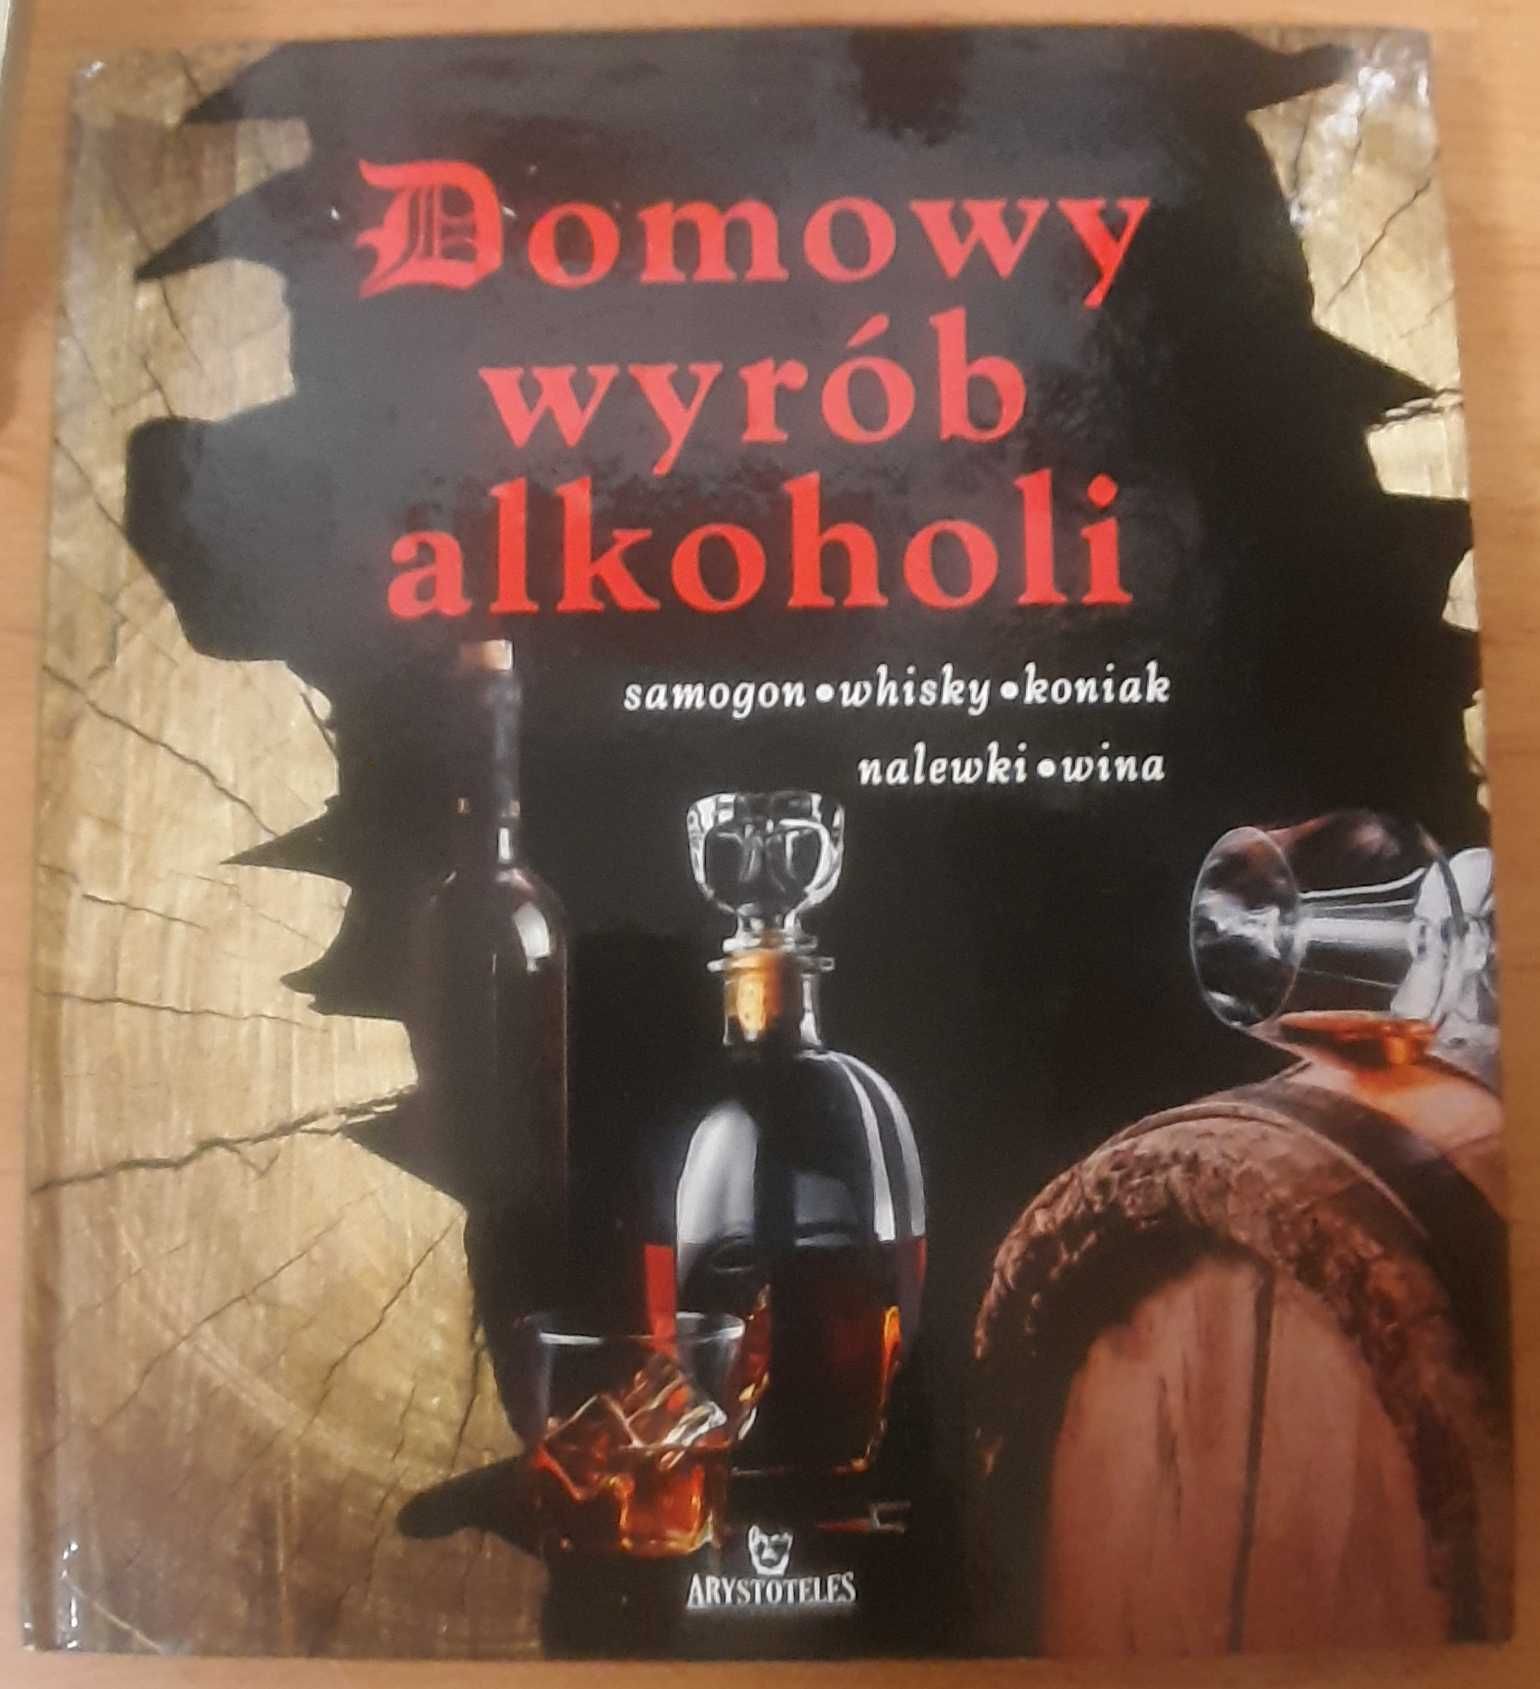 Domowy
wyrób
alkoholi
samogon•whisky•koniak
nalewki•wina
ARYSTOTELES